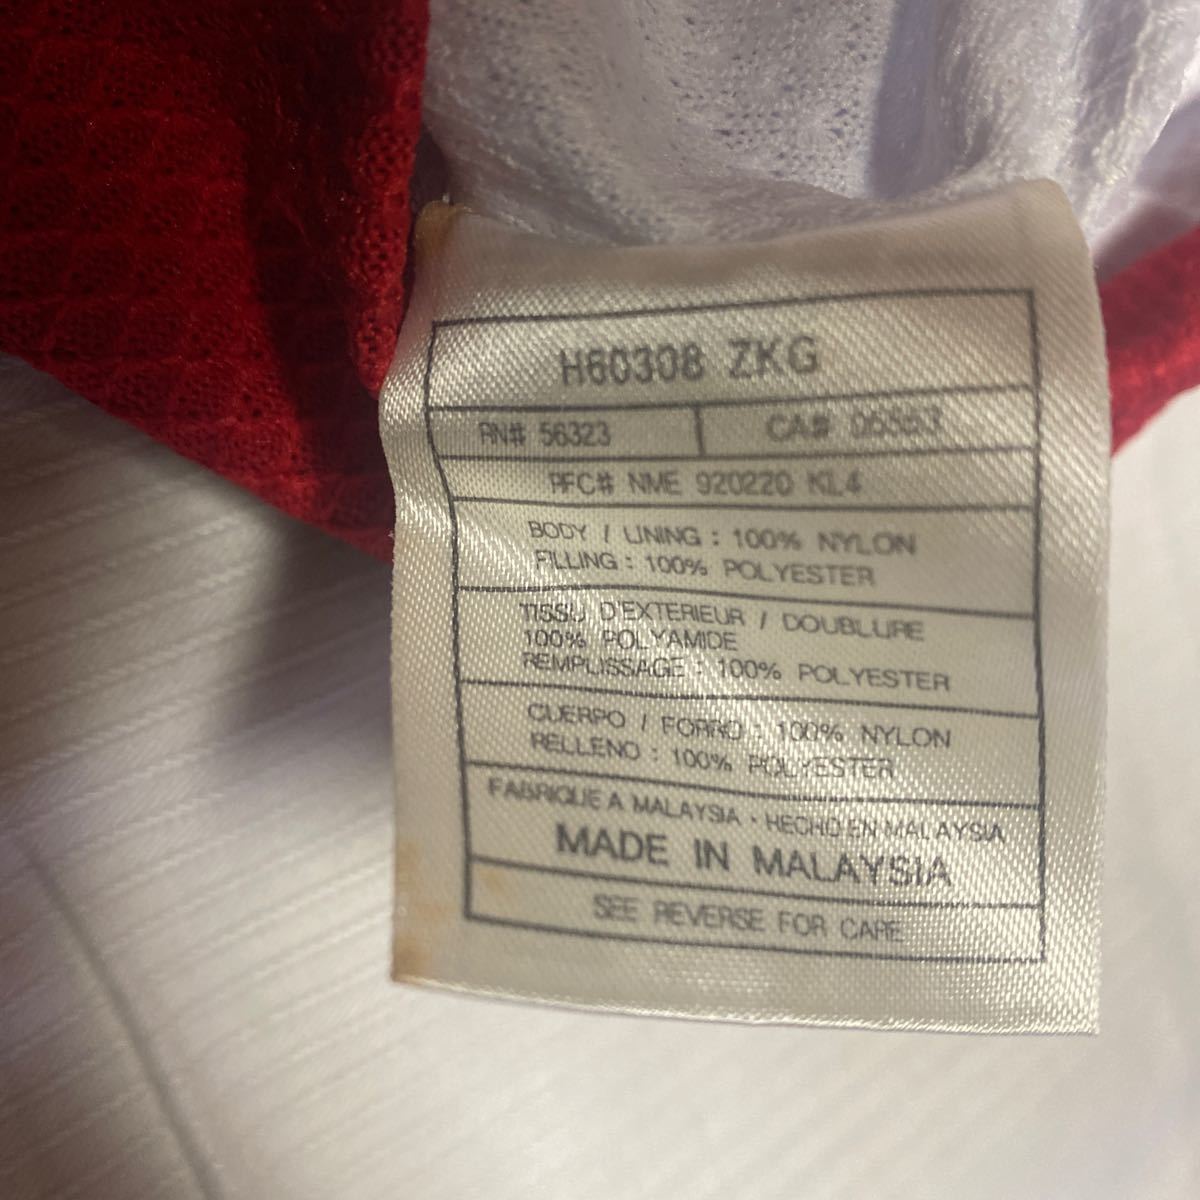 H60308 ZKG
RN# 56323
CA# 05553
PFC# NME 920220 KL4
BODY / LINING : 100% NYLON
FILLING : 100% POLYESTER
TISSU D'EXTERIEUR / DOUBLURE
100% POLYAMIDE
REMPLISSAGE : 100% POLYESTER
CUERPO / FORRO : 100% NYLON
RELLENO : 100% POLYESTER
FABRIQUE A MALAYSIA · HECHO EN MALAYSIA
MADE IN MALAYSIA
SEE REVERSE FOR CARE